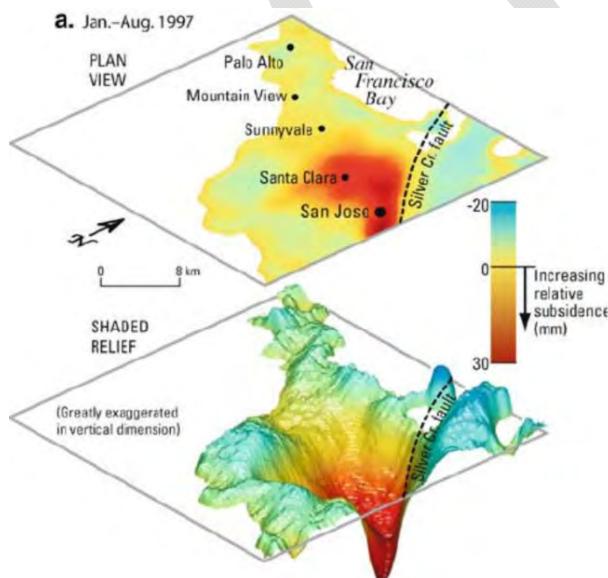 a. Jan.–Aug. 1997
PLAN
VIEW
Palo Alto
San
Francisco
Bay
Mountain View
Sunnyvale
Silver Cr. fault
Santa Clara
San Jose
N
0 8 km
-20
0
30
Increasing
relative
subsidence
(mm)
SHADED
RELIEF
(Greatly exaggerated
in vertical dimension)
Silver Cr. fault